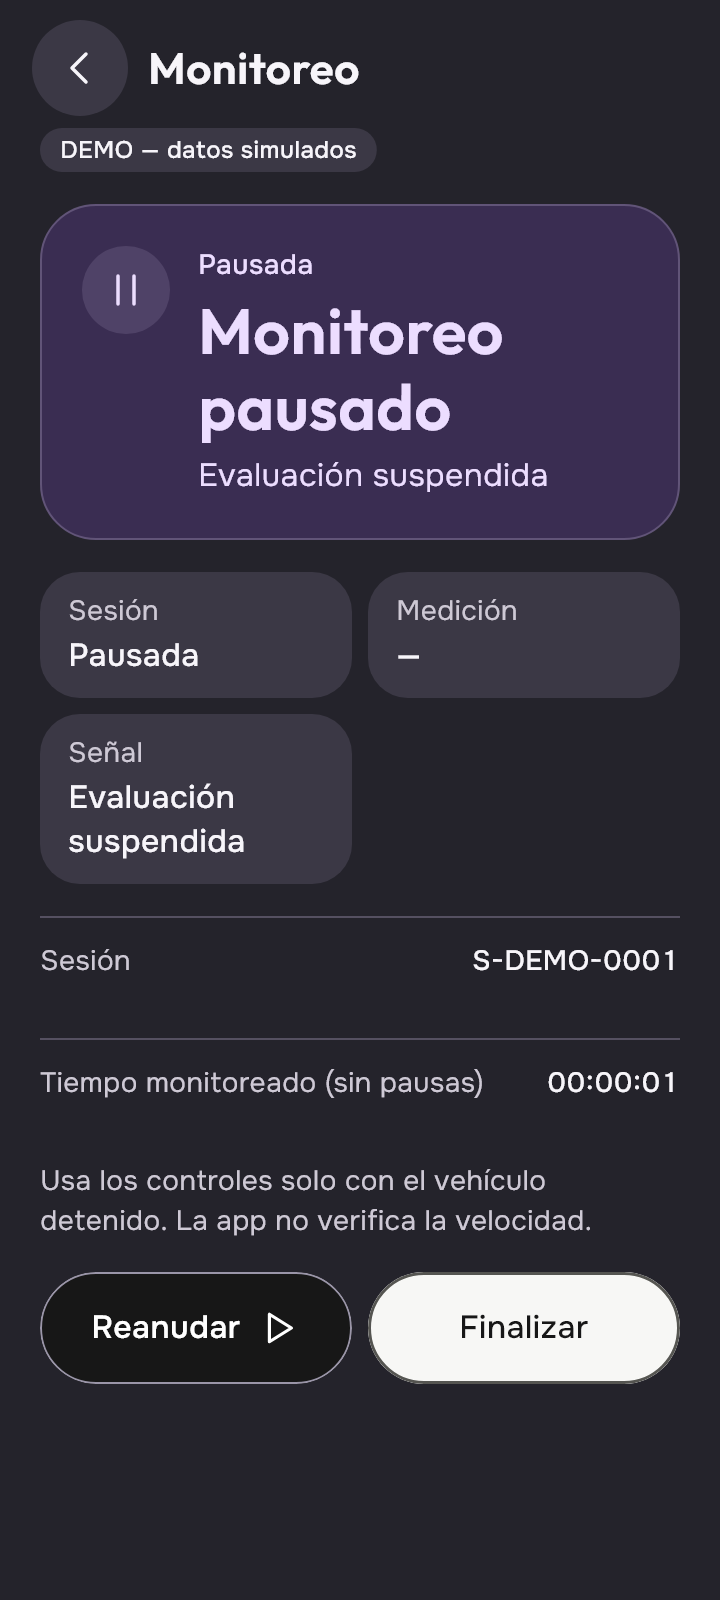 Monitoreo
DEMO — datos simulados
Pausada
Monitoreo
pausado
Evaluación suspendida
Sesión
Pausada
Medición
—
Señal
Evaluación
suspendida
Sesión
S-DEMO-0001
Tiempo monitoreado (sin pausas)
00:00:01
Usa los controles solo con el vehículo
detenido. La app no verifica la velocidad.
Reanudar
Finalizar